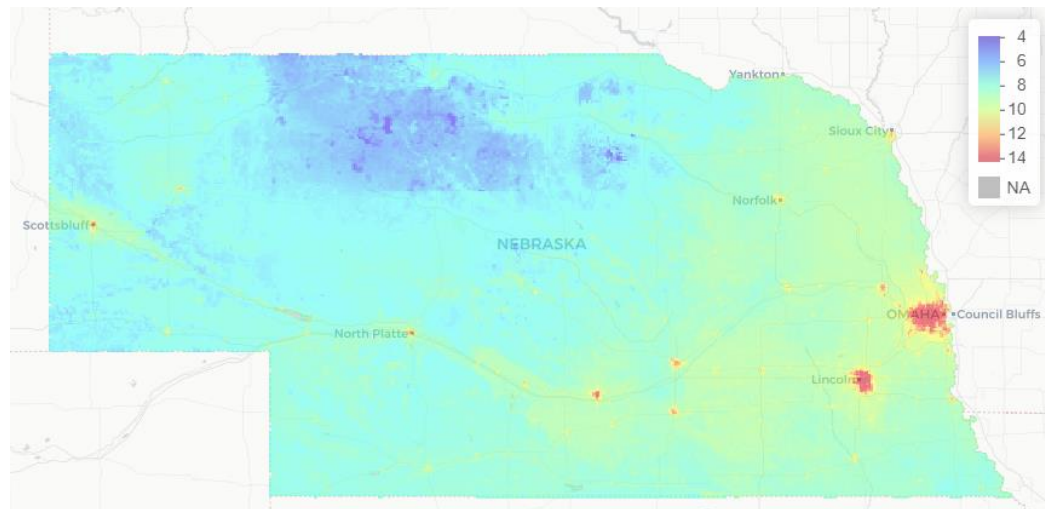 4
6
8
10
12
14
NA
Yankton
Sioux City
Norfolk
Scottsbluff
NEBRASKA
OMAHA
Council Bluffs
North Platte
Lincoln